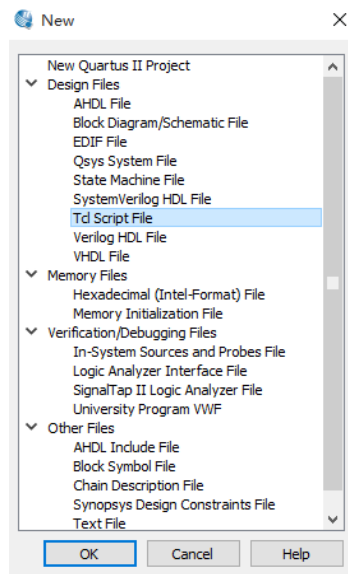 New
New Quartus II Project
Design Files
AHDL File
Block Diagram/Schematic File
EDIF File
Qsys System File
State Machine File
SystemVerilog HDL File
Tcl Script File
Verilog HDL File
VHDL File
Memory Files
Hexadecimal (Intel-Format) File
Memory Initialization File
Verification/Debugging Files
In-System Sources and Probes File
Logic Analyzer Interface File
SignalTap II Logic Analyzer File
University Program VWF
Other Files
AHDL Include File
Block Symbol File
Chain Description File
Synopsys Design Constraints File
Text File
OK Cancel Help